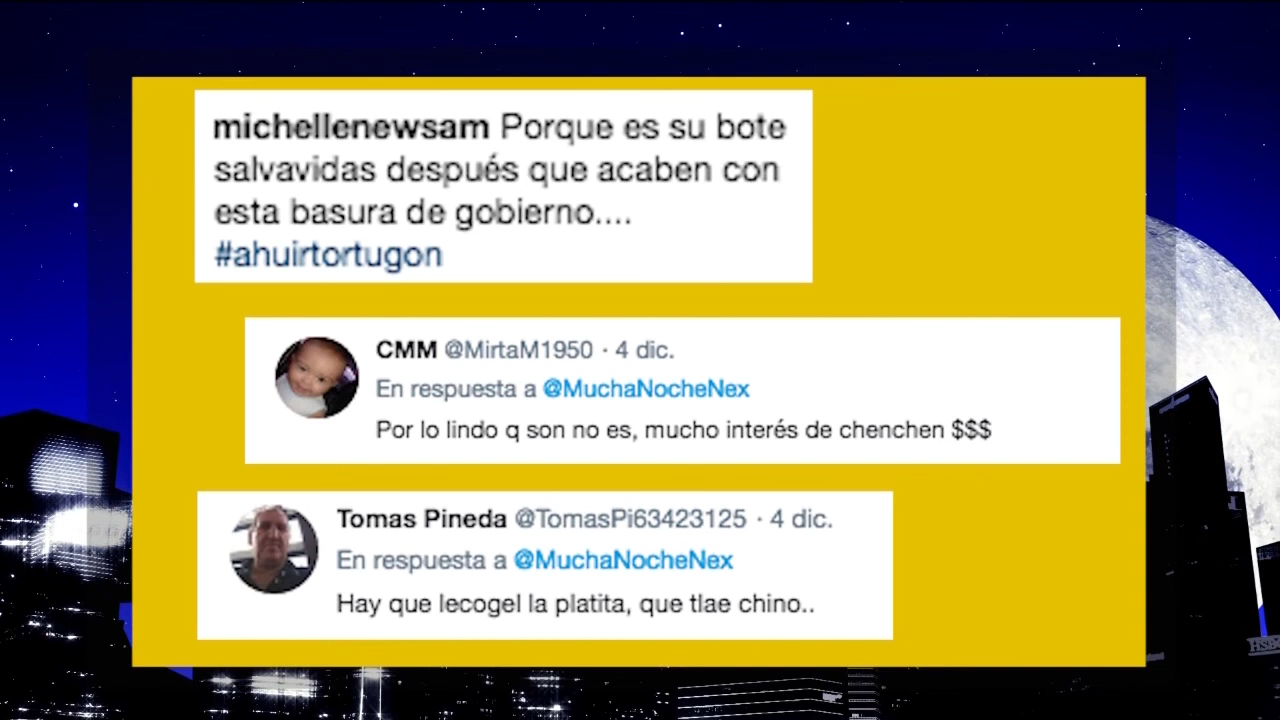 michellenewsam Porque es su bote
salvavidas después que acaben con
esta basura de gobierno....
#ahuirtortugon
CMM @MirtaM1950 · 4 dic.
En respuesta a @MuchaNocheNex
Por lo lindo q son no es, mucho interés de chenchen $$$
Tomas Pineda @TomasPi63423125 · 4 dic.
En respuesta a @MuchaNocheNex
Hay que lecogel la platita, que tlae chino..
HSBC